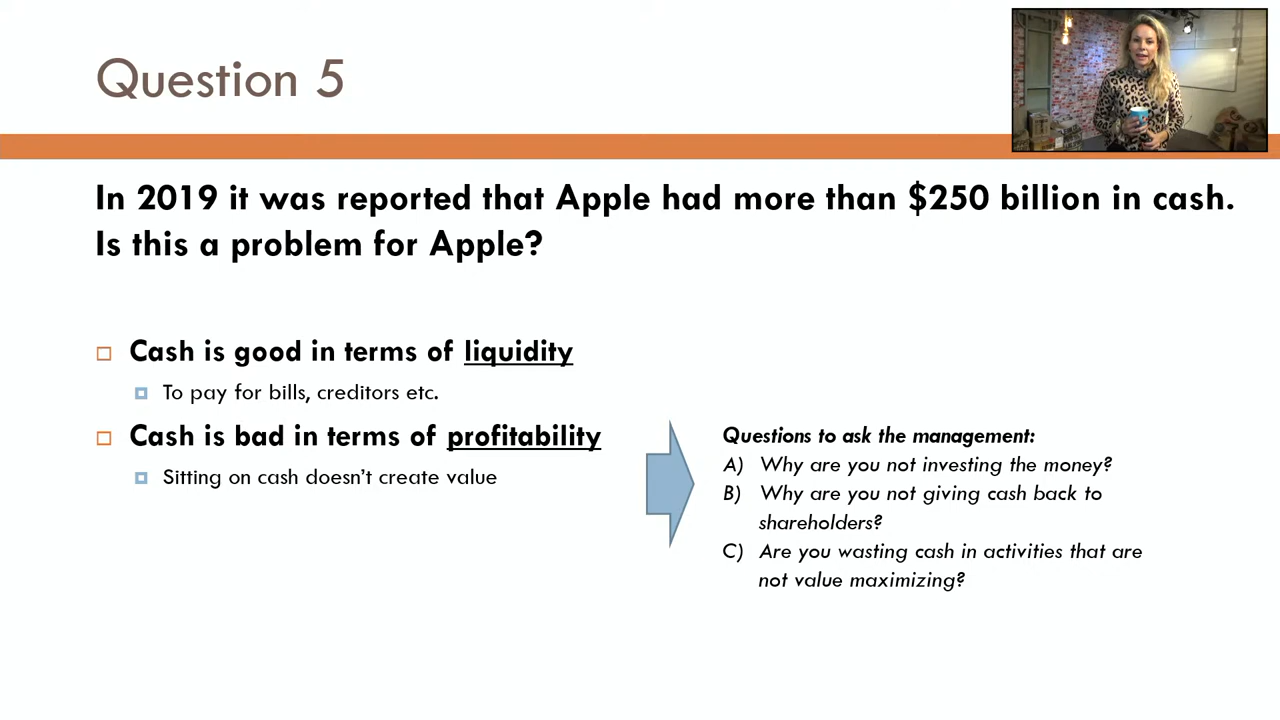 Question 5
In 2019 it was reported that Apple had more than $250 billion in cash.
Is this a problem for Apple?
Cash is good in terms of liquidity
To pay for bills, creditors etc.
Cash is bad in terms of profitability
Sitting on cash doesn't create value
Questions to ask the management:
A) Why are you not investing the money?
B) Why are you not giving cash back to
shareholders?
C) Are you wasting cash in activities that are
not value maximizing?